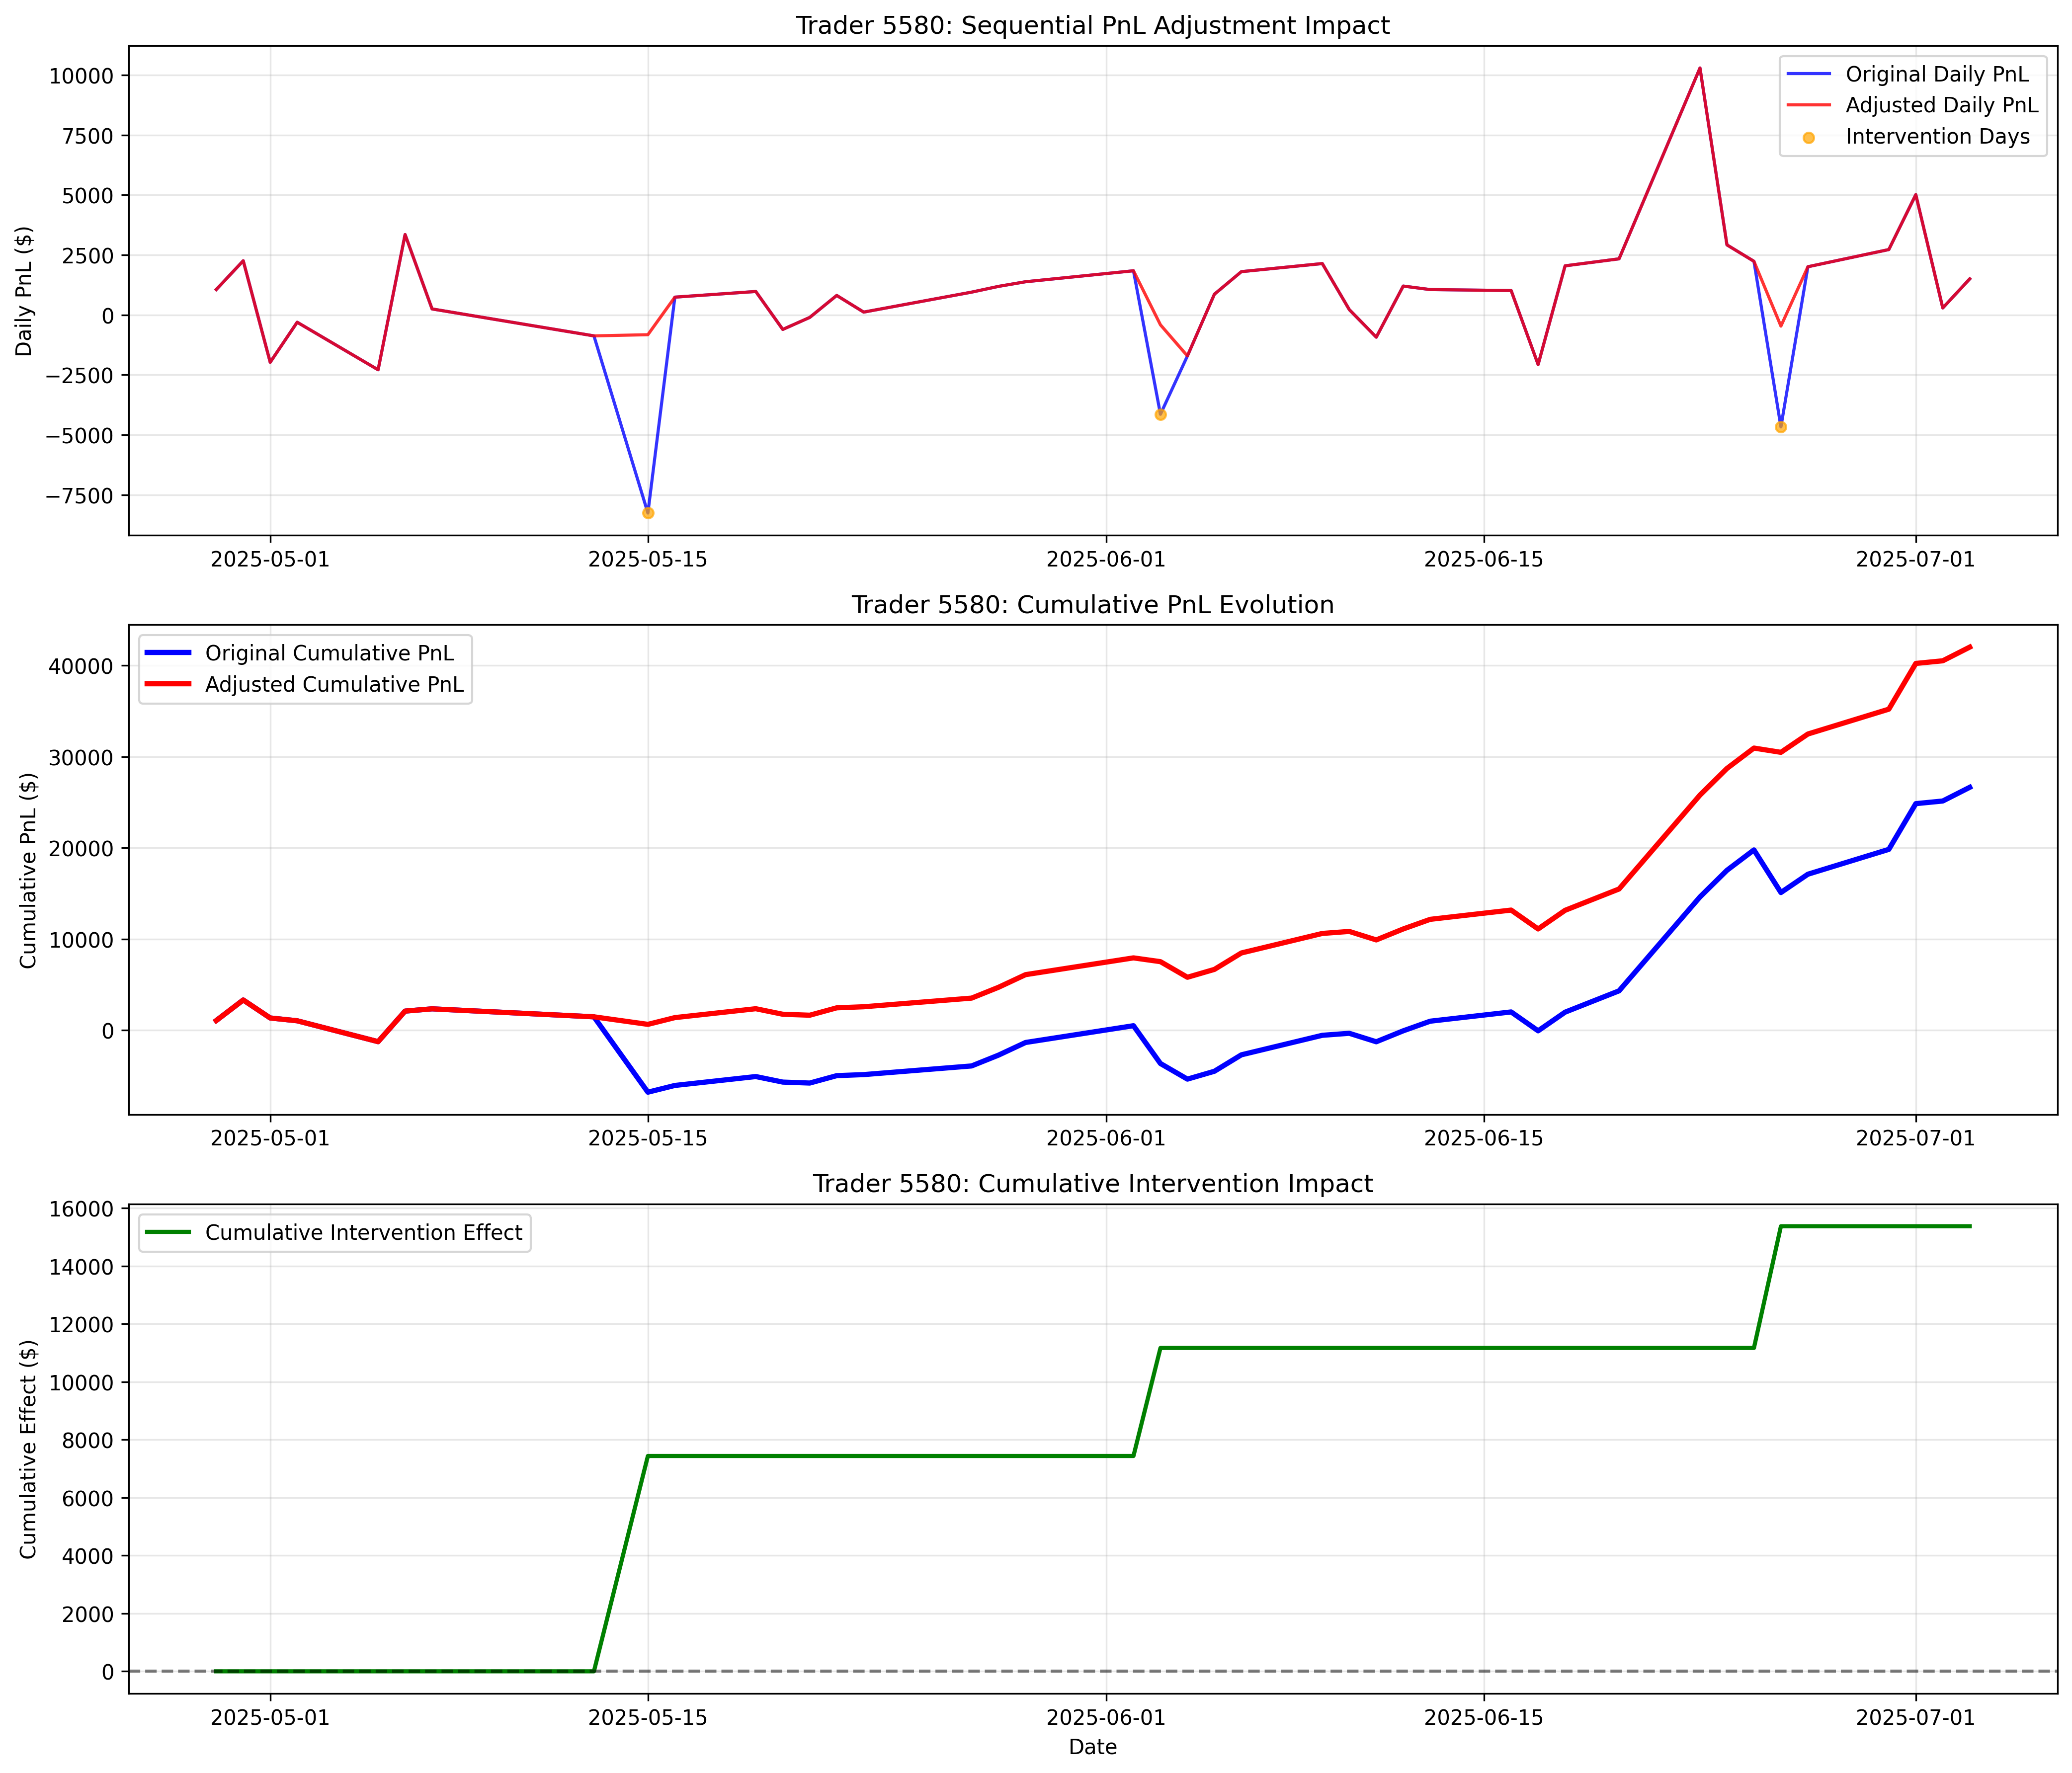 Trader 5580: Sequential PnL Adjustment Impact
Daily PnL ($)
10000
7500
5000
2500
0
−2500
−5000
−7500
Original Daily PnL
Adjusted Daily PnL
Intervention Days
2025-05-01 2025-05-15 2025-06-01 2025-06-15 2025-07-01
Trader 5580: Cumulative PnL Evolution
Cumulative PnL ($)
40000
30000
20000
10000
0
Original Cumulative PnL
Adjusted Cumulative PnL
2025-05-01 2025-05-15 2025-06-01 2025-06-15 2025-07-01
Trader 5580: Cumulative Intervention Impact
Cumulative Effect ($)
16000
14000
12000
10000
8000
6000
4000
2000
0
Cumulative Intervention Effect
2025-05-01 2025-05-15 2025-06-01 2025-06-15 2025-07-01
Date